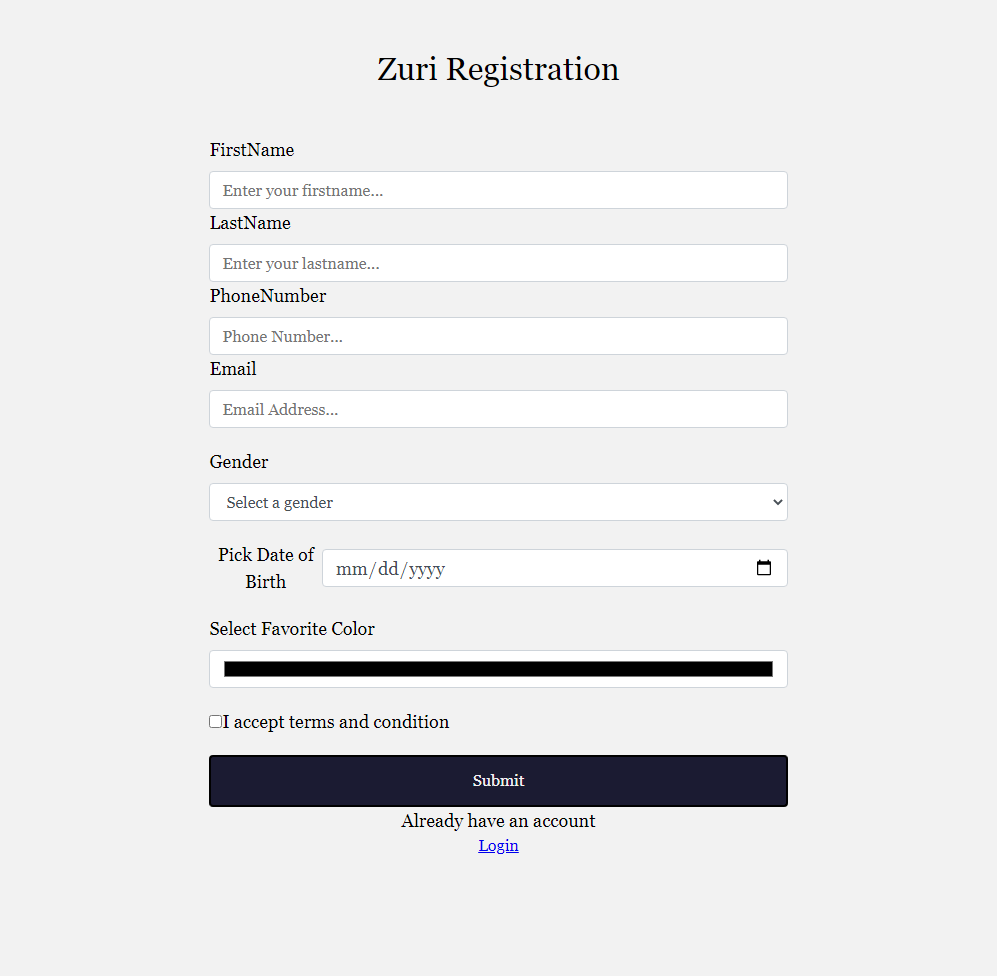 Zuri Registration
FirstName
Enter your firstname...
LastName
Enter your lastname...
PhoneNumber
Phone Number...
Email
Email Address...
Gender
Select a gender
Pick Date of
Birth
mm/dd/yyyy
Select Favorite Color
I accept terms and condition
Submit
Already have an account
Login